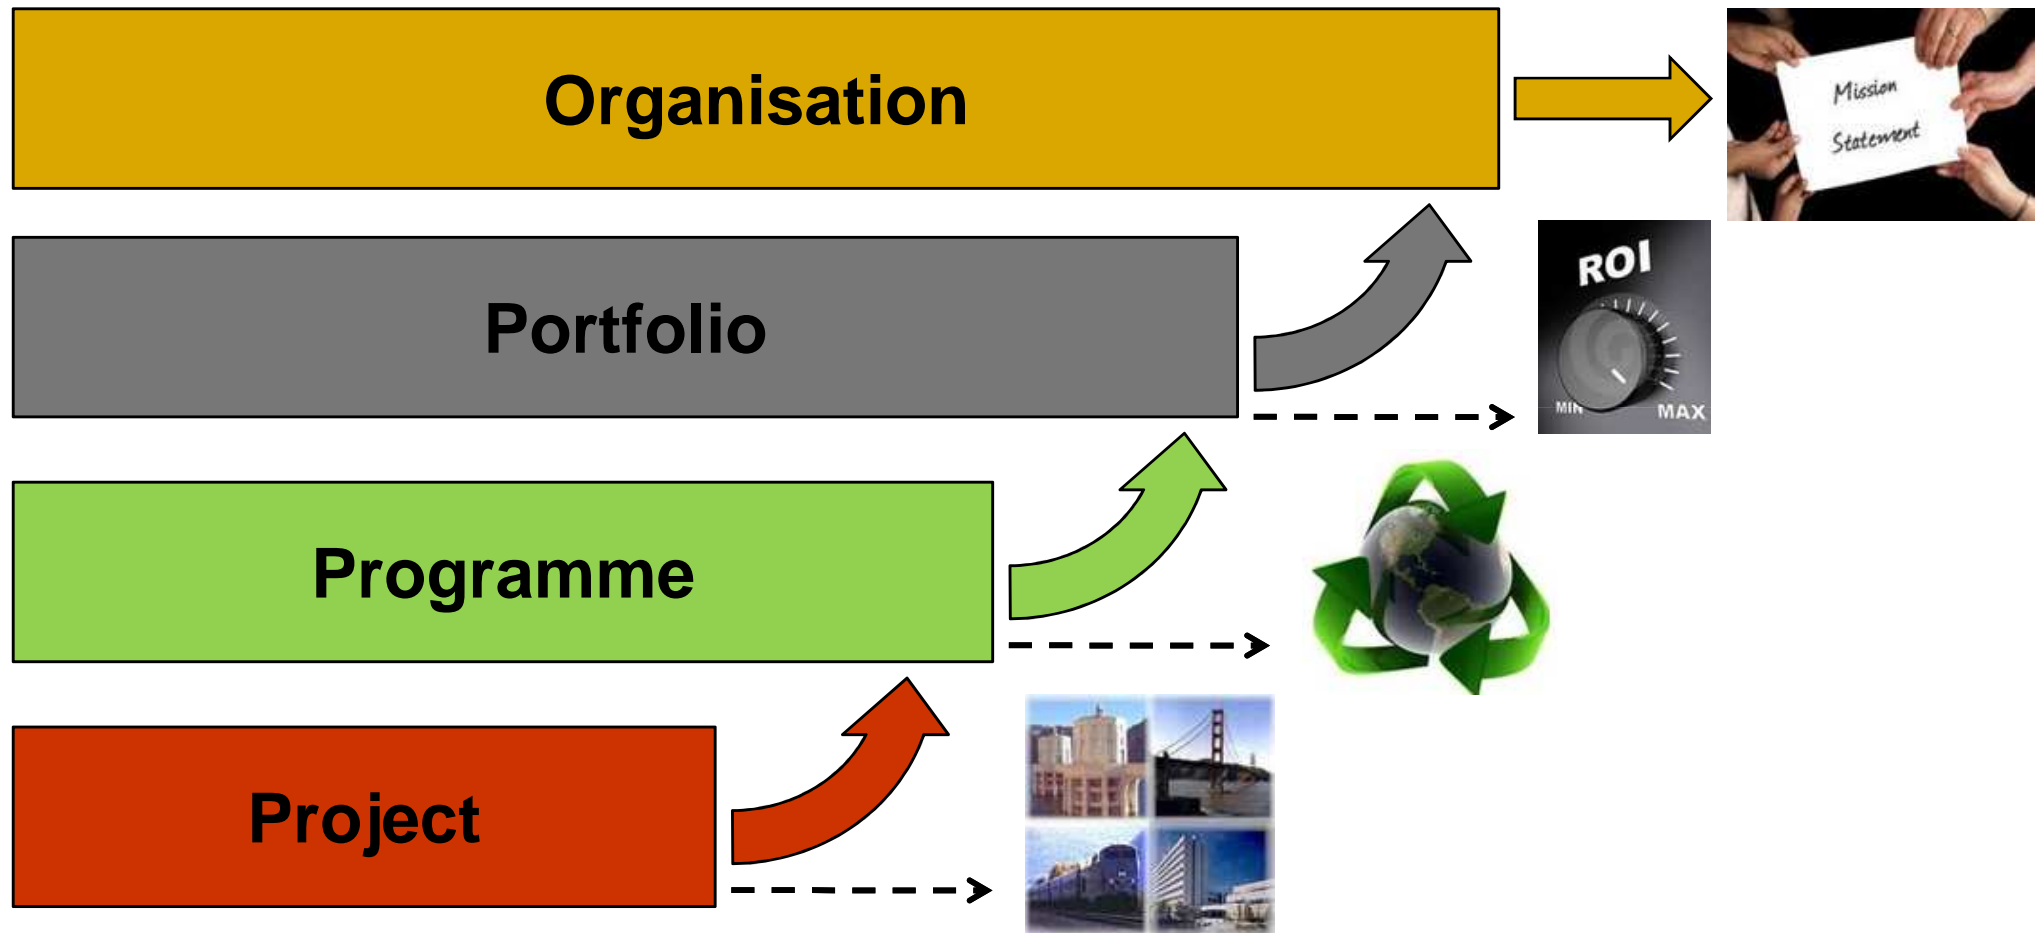 Organisation
Mission
Statement
Portfolio
ROI
MIN
MAX
Programme
Project